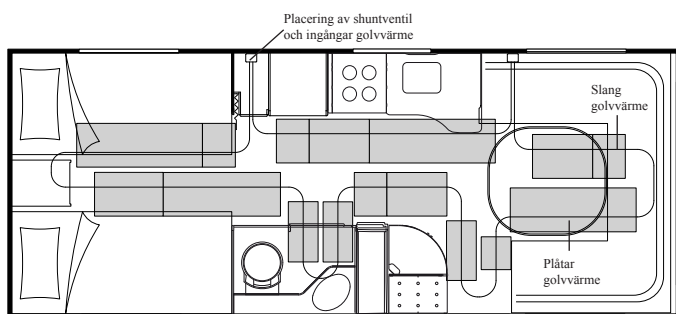 Placering av shuntventil
och ingångar golvvärme
Slang
golvvärme
Plåtar
golvvärme